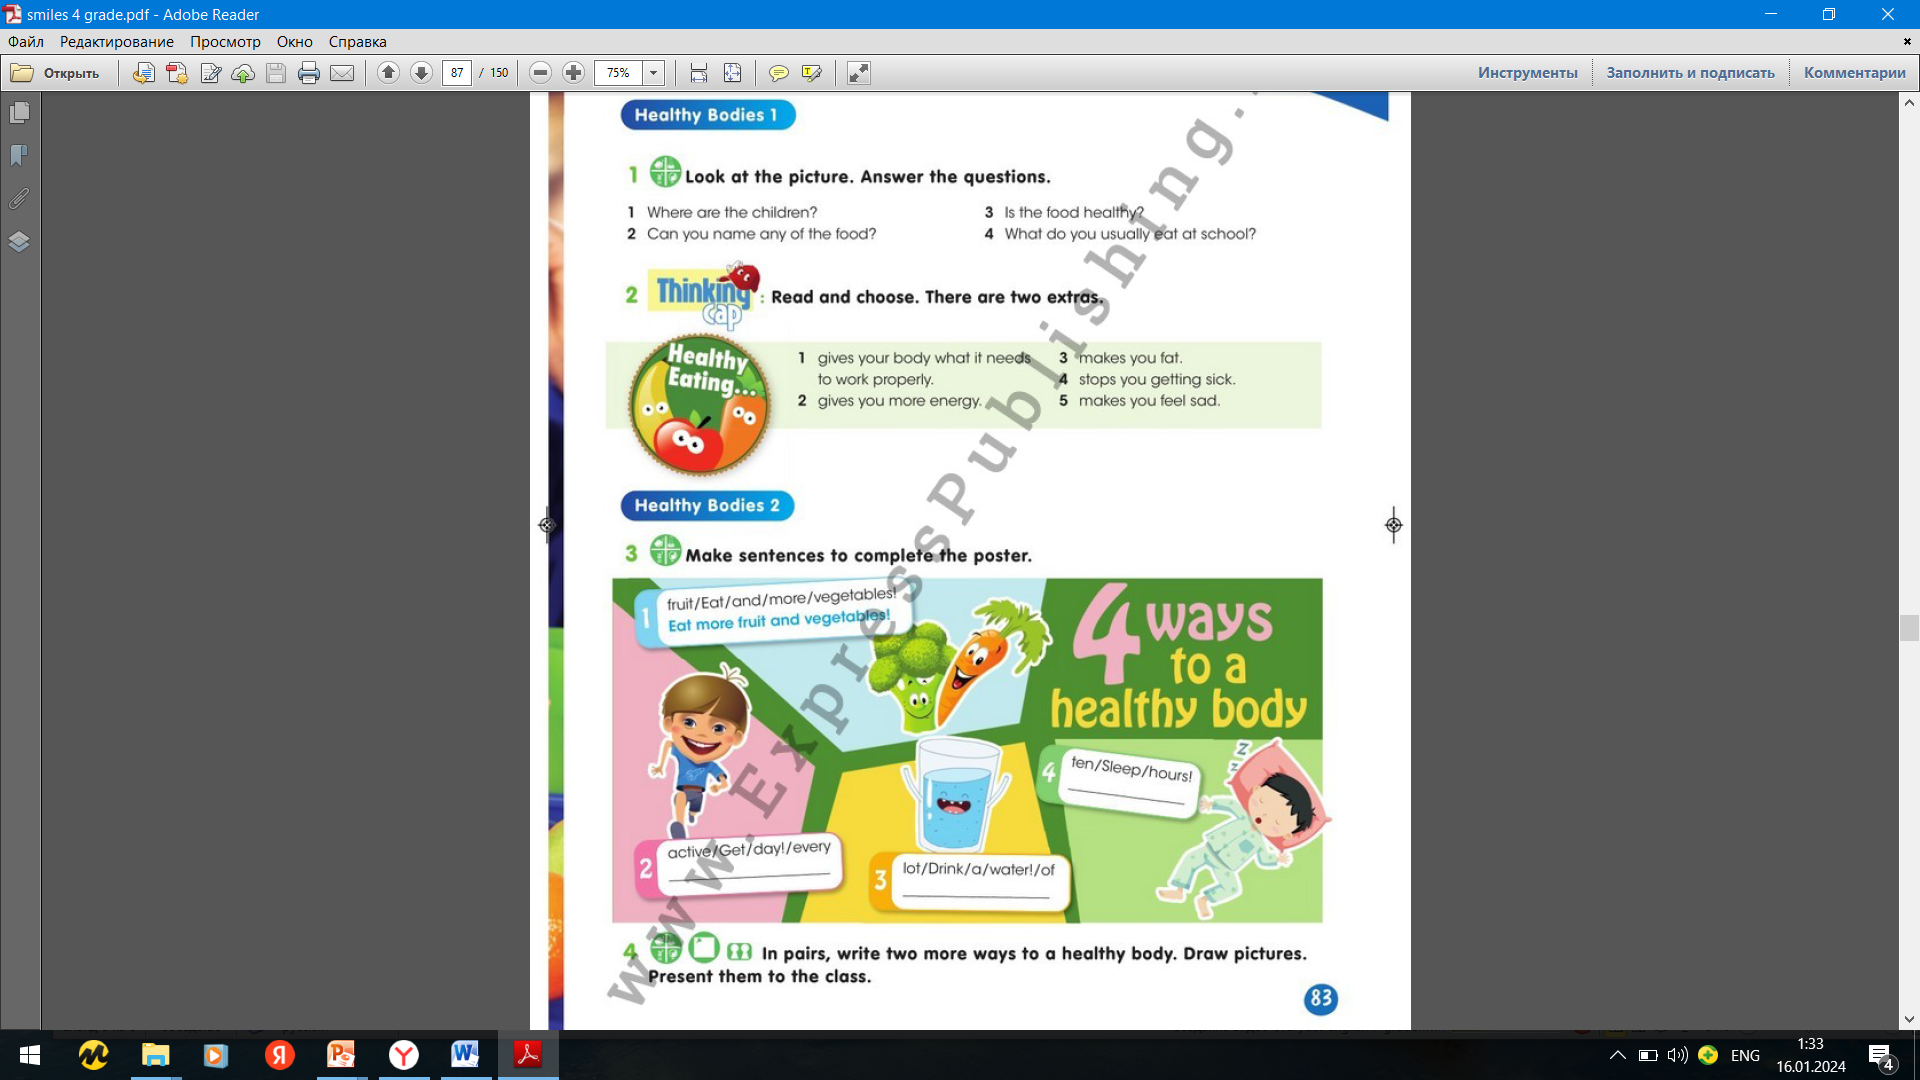 smiles 4 grade.pdf - Adobe Reader
Файл Редактирование Просмотр Окно Справка
Открыть 87 / 150 75% Инструменты Заполнить и подписать Комментарии
Healthy Bodies 1
1 Look at the picture. Answer the questions.
1 Where are the children?
2 Can you name any of the food?
3 Is the food healthy?
4 What do you usually eat at school?
2 Thinking
cap
: Read and choose. There are two extras.
Healthy
Eating...
1 gives your body what it needs
to work properly.
2 gives you more energy.
3 makes you fat.
4 stops you getting sick.
5 makes you feel sad.
Healthy Bodies 2
3 Make sentences to complete the poster.
1 fruit/Eat/and/more/vegetables!
Eat more fruit and vegetables!
4 ways
to a
healthy body
4 ten/Sleep/hours!
z
z
2 active/Get/day!/every
3 lot/Drink/a/water!/of
4 In pairs, write two more ways to a healthy body. Draw pictures.
Present them to the class.
83
www.ExpressPublishing.
ENG
1:33
16.01.2024
4